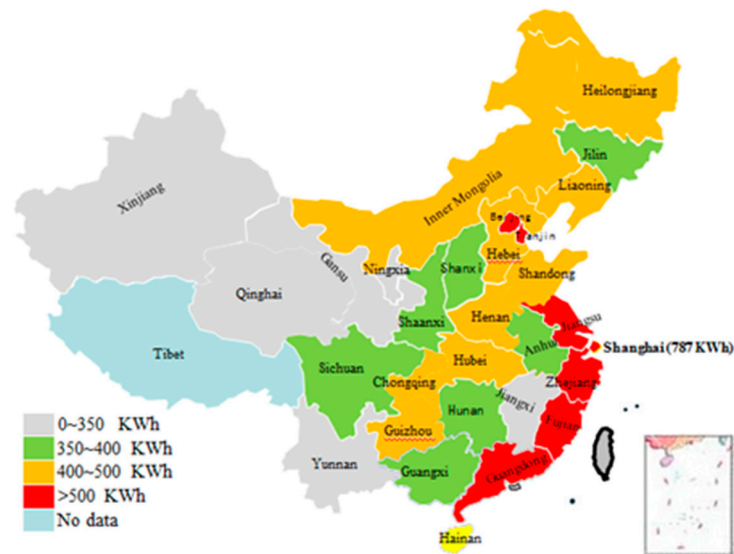 Heilongjiang
Jilin
Liaoning
Inner Mongolia
Beijing
Tianjin
Hebei
Xinjiang
Gansu
Ningxia
Shanxi
Shandong
Qinghai
Shaanxi
Henan
Jiangsu
Anhui
Shanghai (787 KWh)
Tibet
Sichuan
Hubei
Chongqing
Zhejiang
Jiangxi
Hunan
Fujian
Guizhou
Yunnan
Guangxi
Guangdong
Hainan
0~350 KWh
350~400 KWh
400~500 KWh
>500 KWh
No data